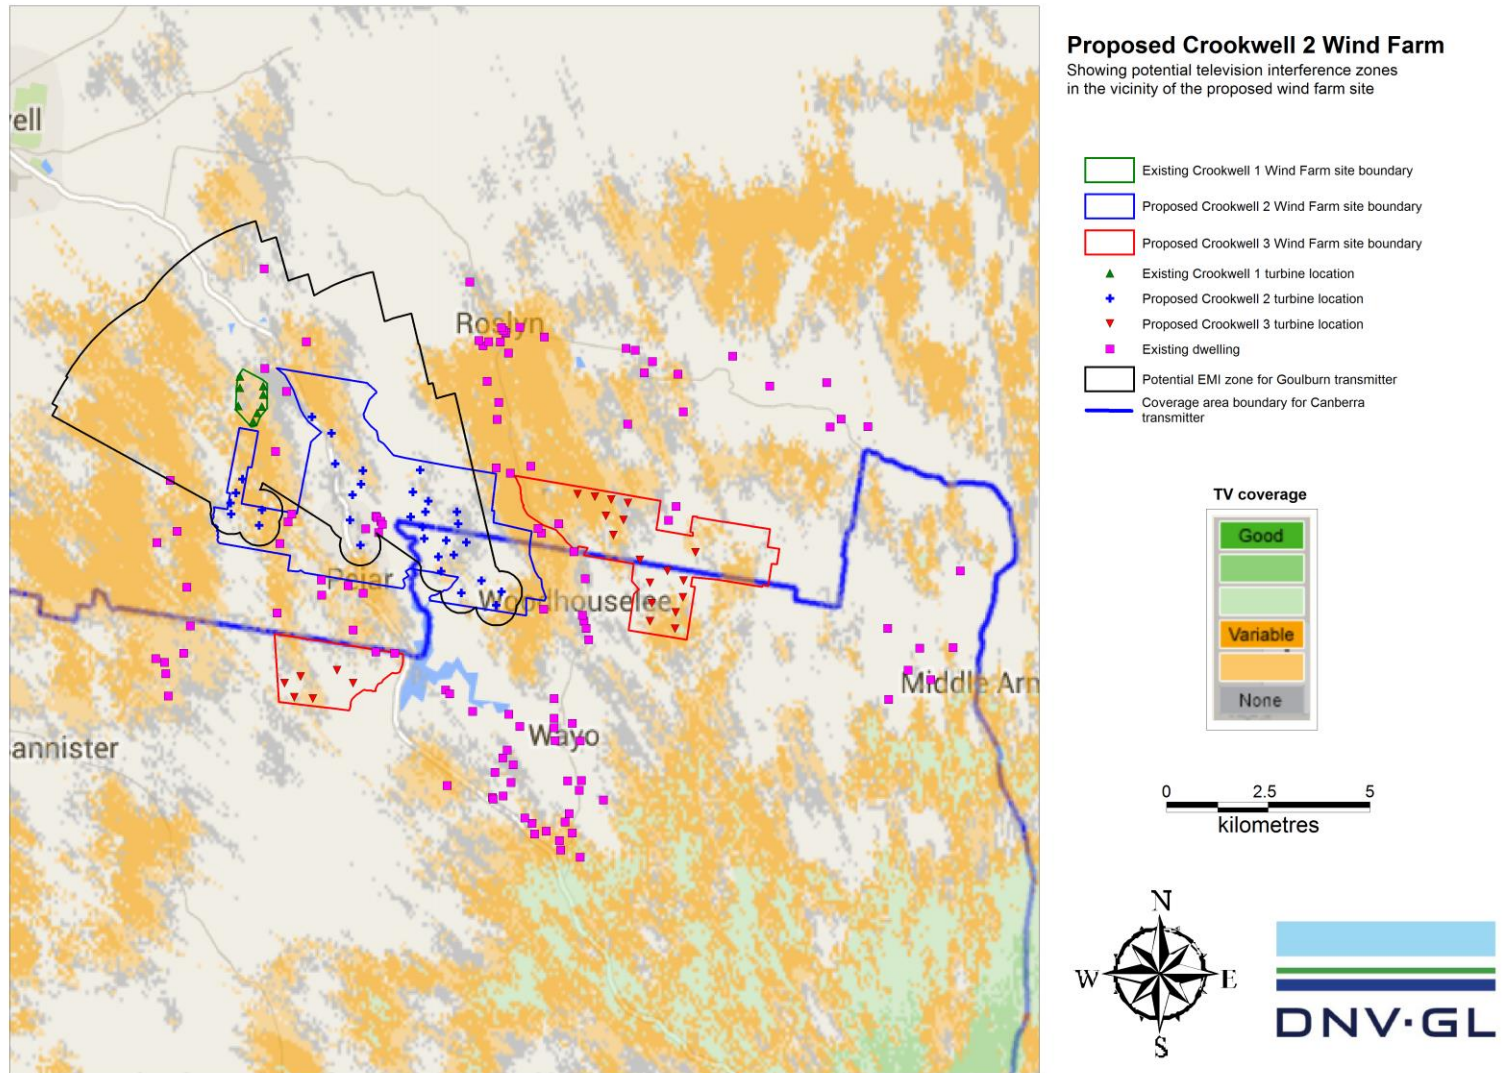 Proposed Crookwell 2 Wind Farm
Showing potential television interference zones
in the vicinity of the proposed wind farm site
Existing Crookwell 1 Wind Farm site boundary
Proposed Crookwell 2 Wind Farm site boundary
Proposed Crookwell 3 Wind Farm site boundary
Existing Crookwell 1 turbine location
Proposed Crookwell 2 turbine location
Proposed Crookwell 3 turbine location
Existing dwelling
Potential EMI zone for Goulburn transmitter
Coverage area boundary for Canberra
transmitter
TV coverage
Good
Variable
None
0 2.5 5
kilometres
N
W E
S
DNV·GL
ell
Roslyn
Pejar
Woodhouselee
Middle Arm
annister
Wayo